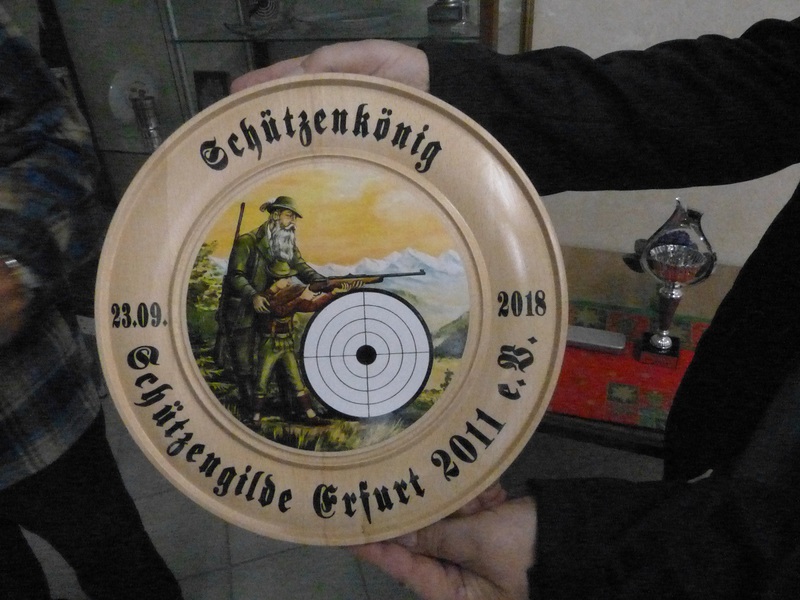 Schützenkönig
23.09. 2018
Schützengilde Erfurt 2011 e.V.